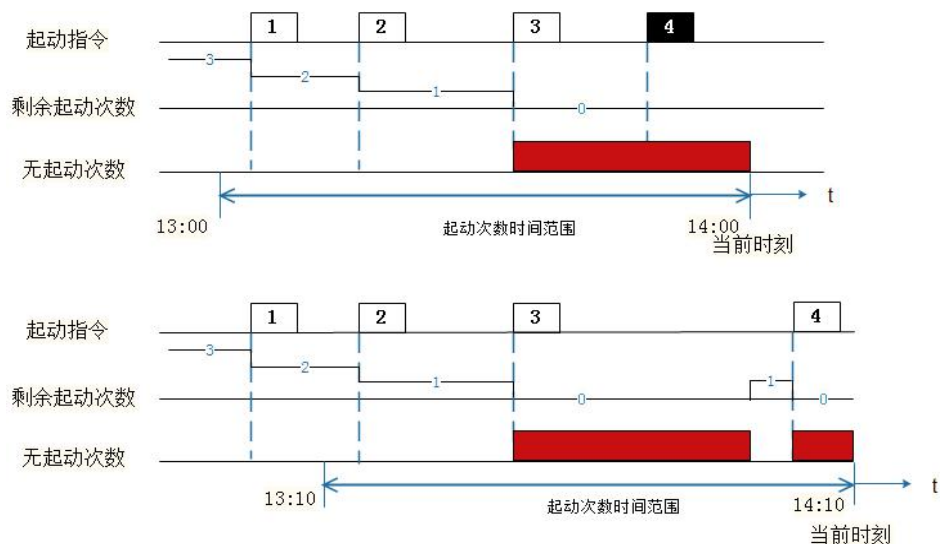 起动指令 1 2 3 4
3 2 1 0
剩余起动次数
无起动次数
t
13:00 起动次数时间范围 14:00
当前时刻
起动指令 1 2 3 4
3 2 1 0 1 0
剩余起动次数
无起动次数
t
13:10 起动次数时间范围 14:10
当前时刻